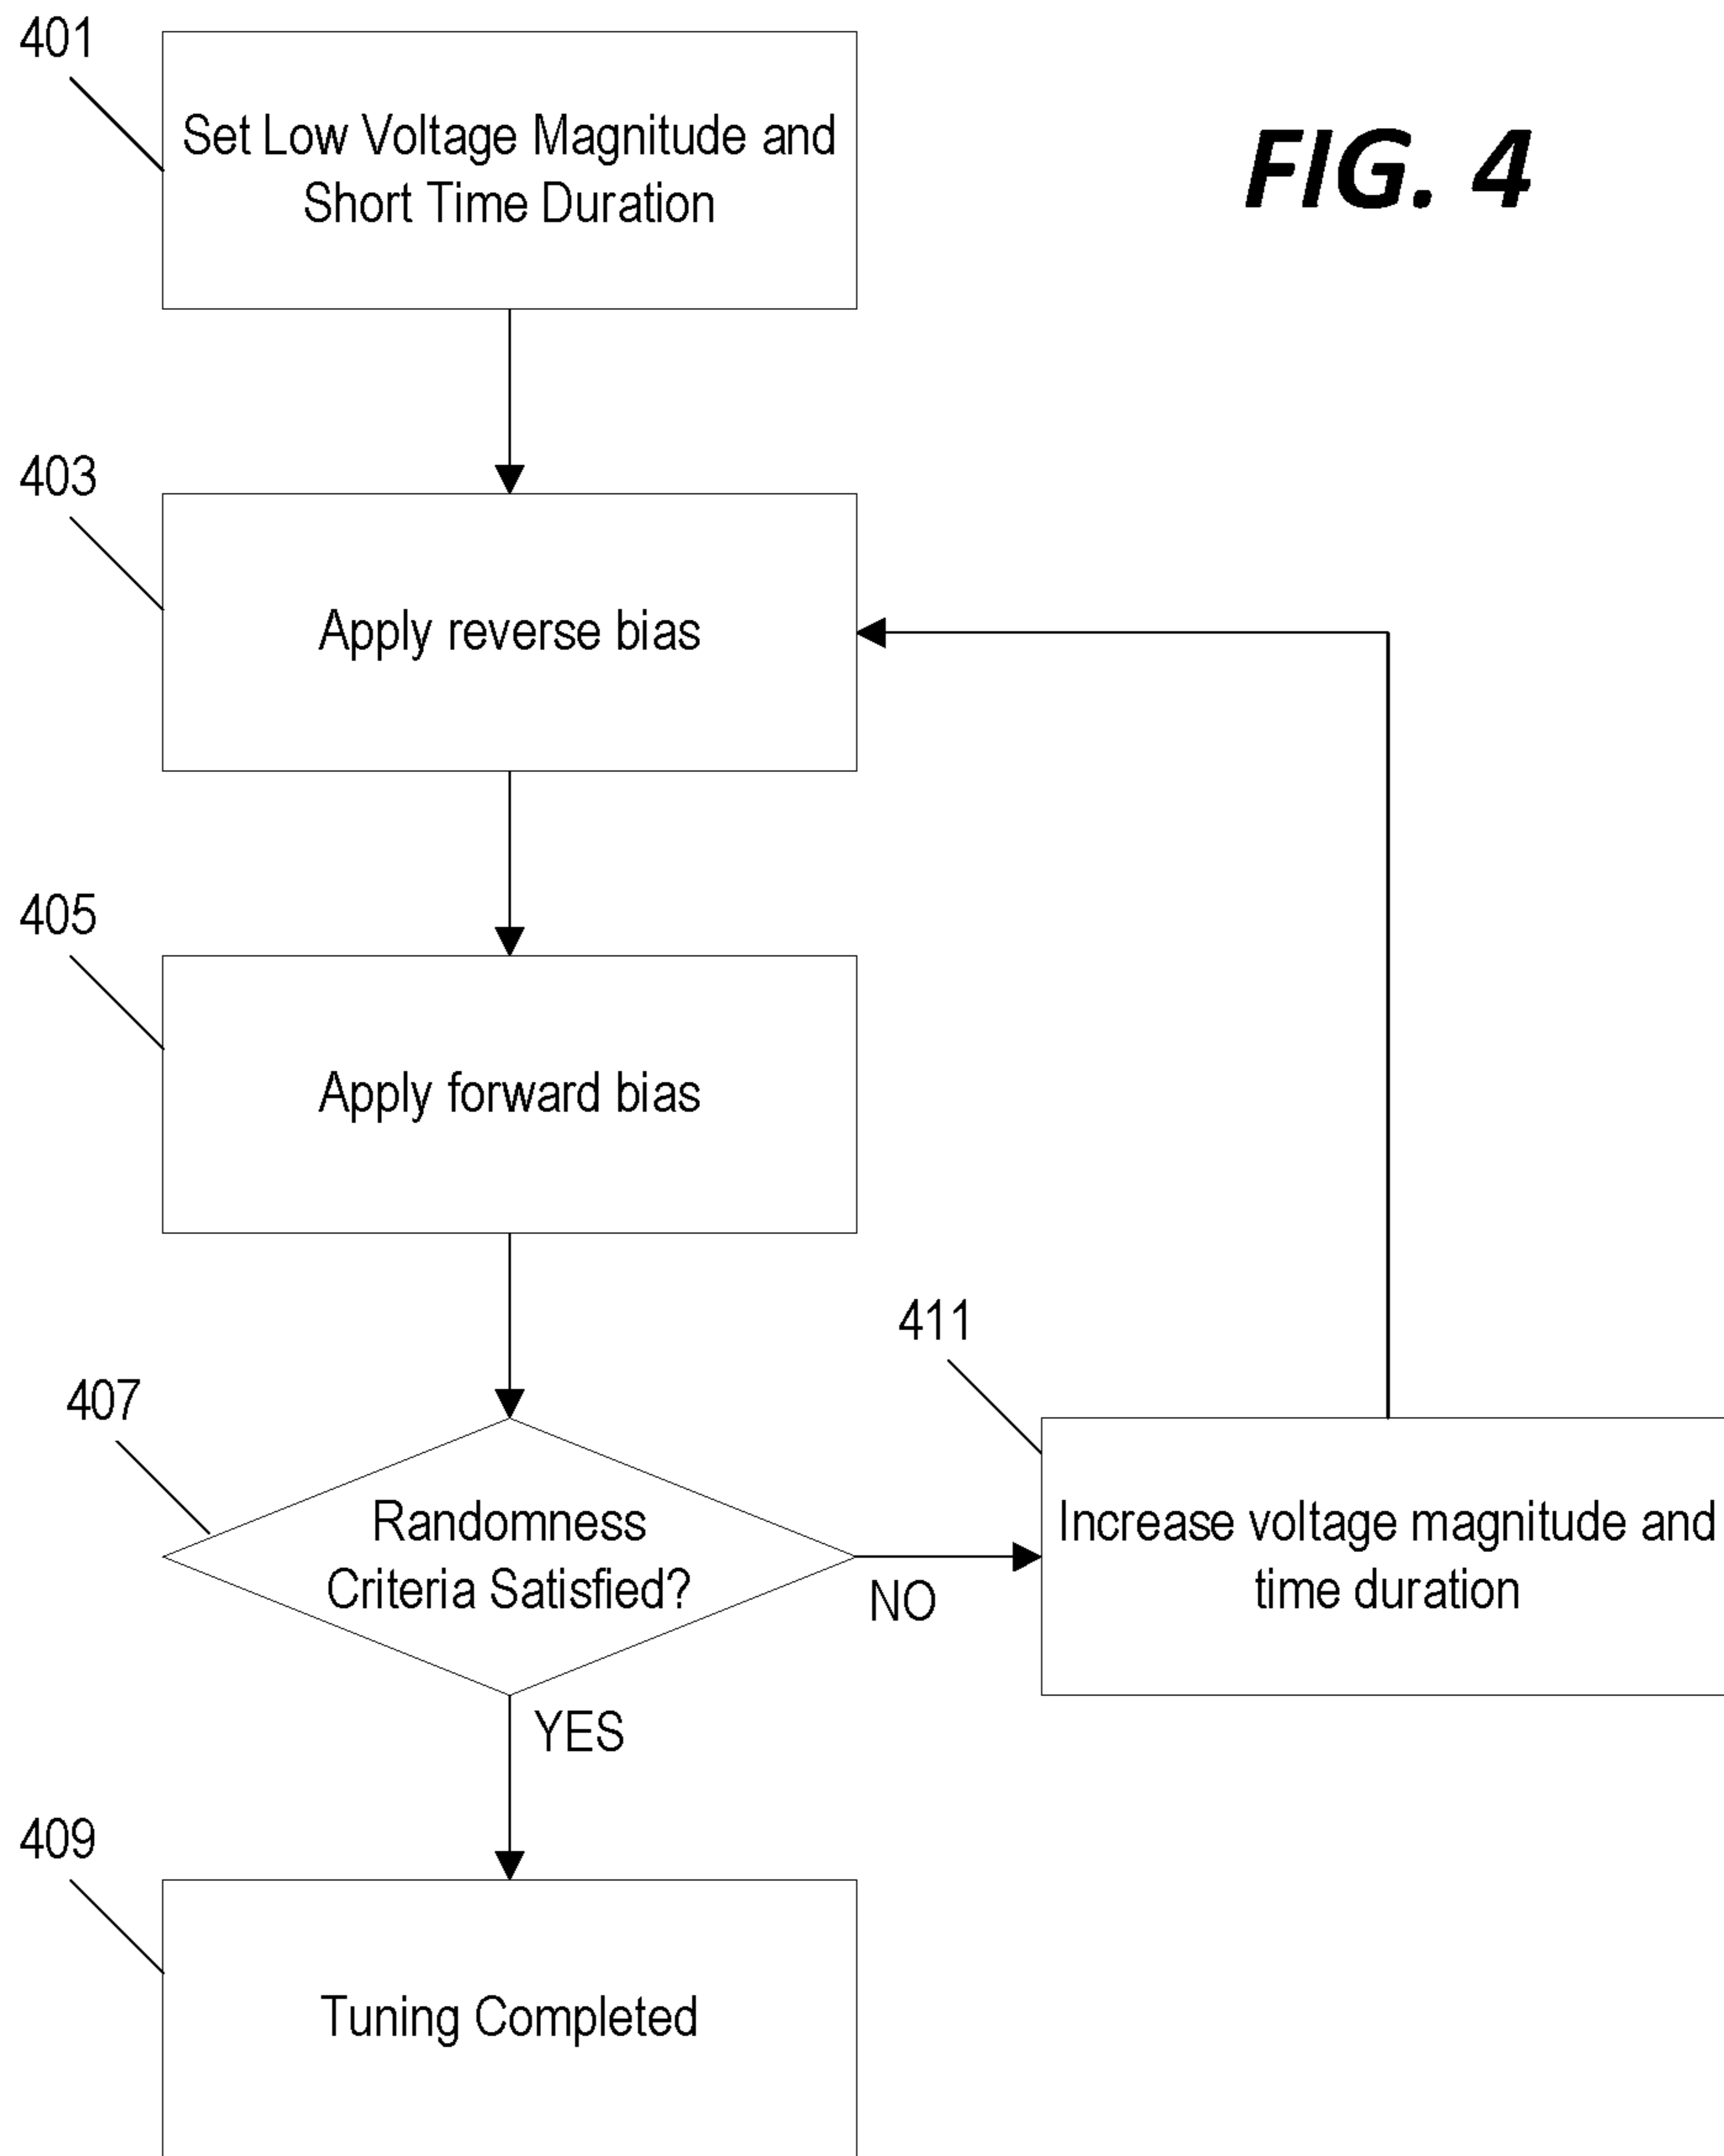 401
Set Low Voltage Magnitude and
Short Time Duration
FIG. 4
403
Apply reverse bias
405
Apply forward bias
407
Randomness
Criteria Satisfied?
NO
411
Increase voltage magnitude and
time duration
YES
409
Tuning Completed